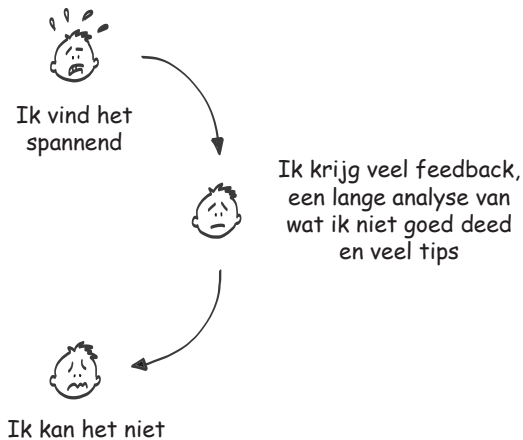 Ik vind het
spannend
Ik krijg veel feedback,
een lange analyse van
wat ik niet goed deed
en veel tips
Ik kan het niet